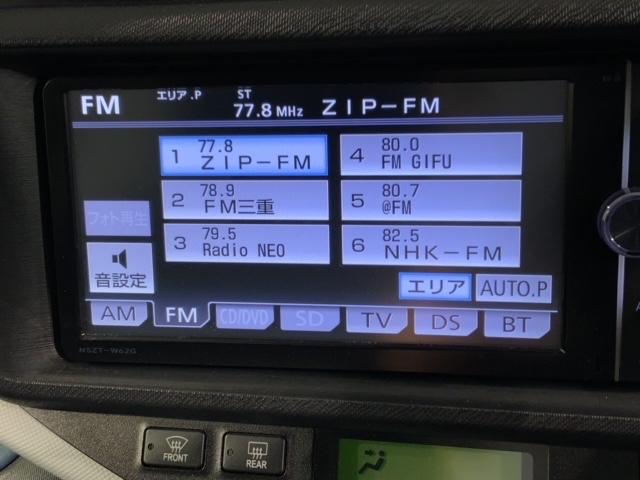 FM エリア.P ST 77.8 MHz ZIP-FM
1 77.8 ZIP-FM
4 80.0 FM GIFU
2 78.9 FM三重
5 80.7 @FM
3 79.5 Radio NEO
6 82.5 NHK-FM
フォト再生
音設定
エリア AUTO.P
AM FM CD/DVD SD TV DS BT
NSZT-W62G
FRONT REAR